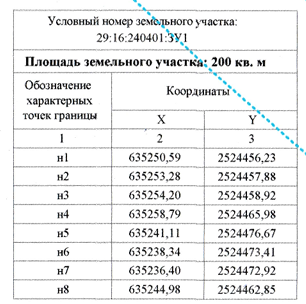 Условный номер земельного участка:
29:16:240401:ЗУ1
Площадь земельного участка: 200 кв. м
Обозначение характерных точек границы
Координаты
X Y
1 2 3
н1 635250,59 2524456,23
н2 635253,28 2524457,88
н3 635254,20 2524458,92
н4 635258,79 2524465,98
н5 635241,11 2524476,67
н6 635238,34 2524473,41
н7 635236,40 2524472,92
н8 635244,98 2524462,85